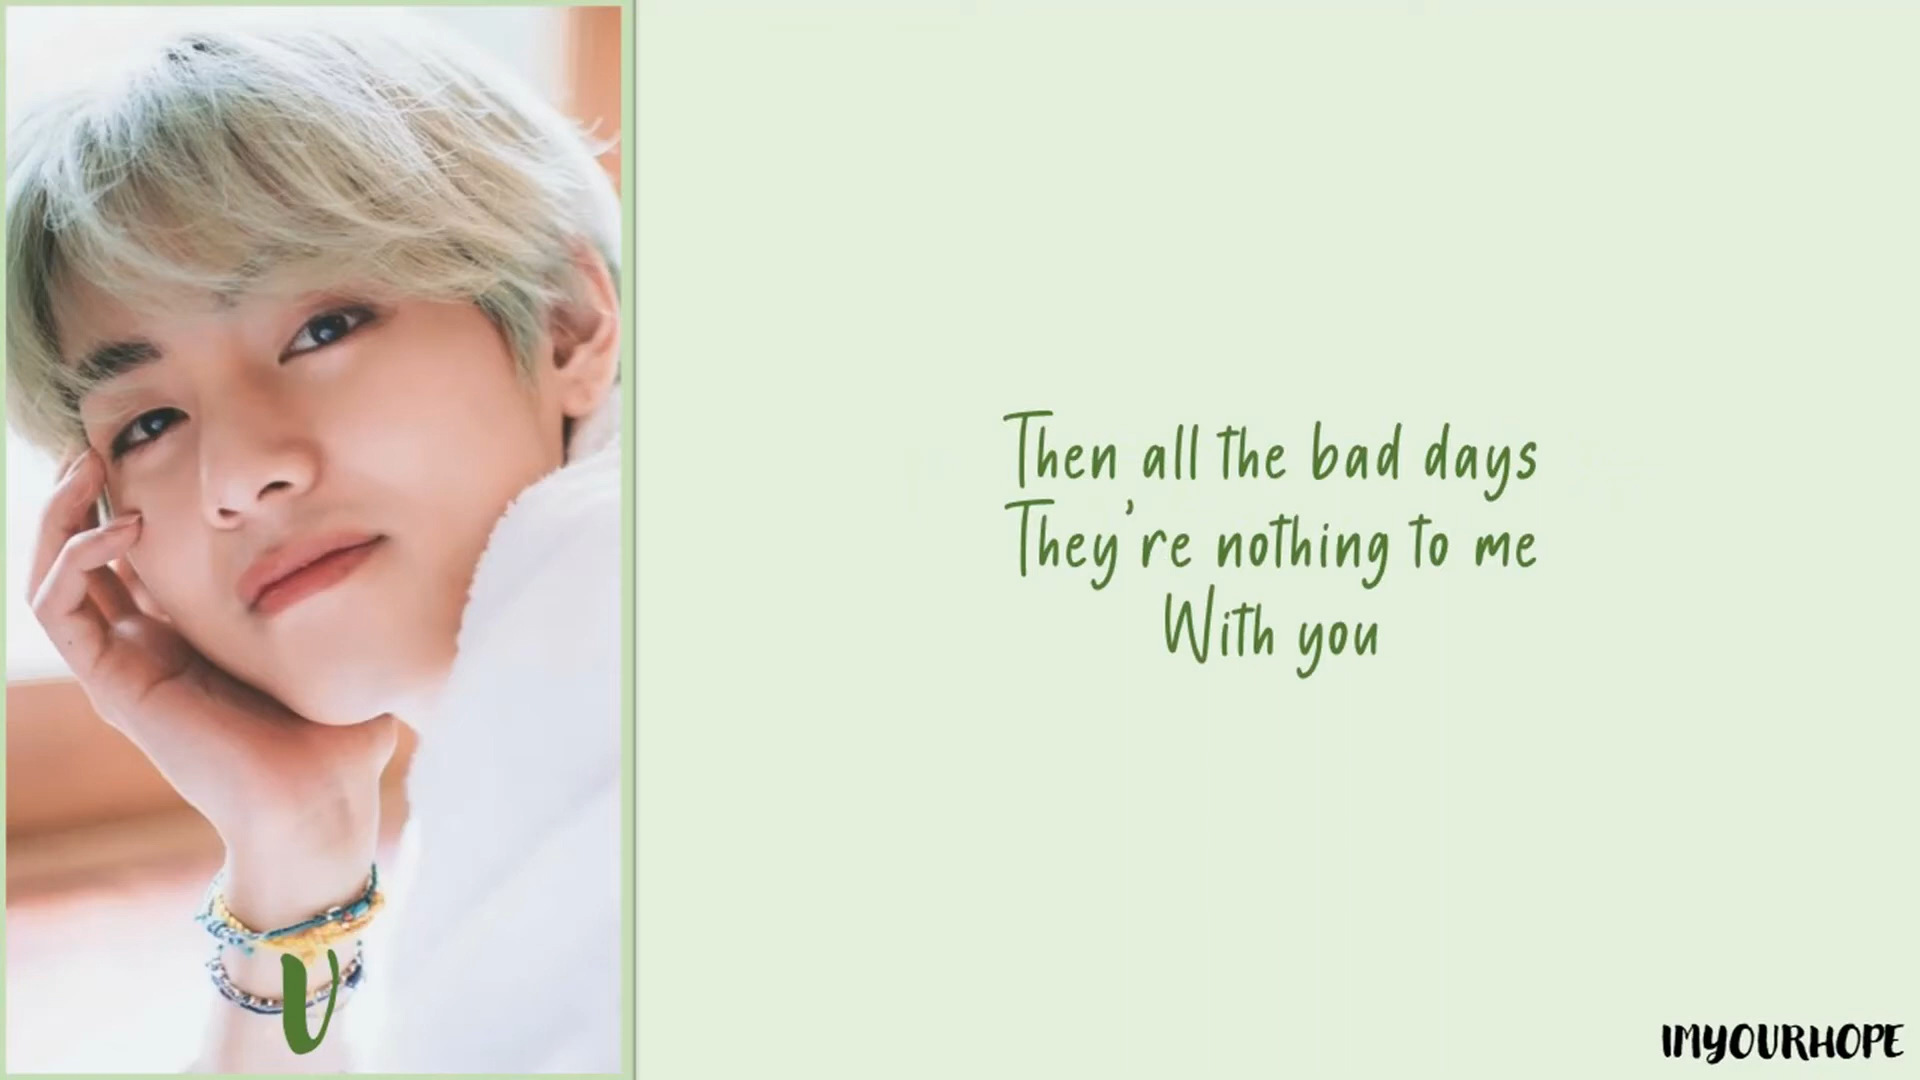 Then all the bad days
They're nothing to me
With you
V
IMYOURHOPE